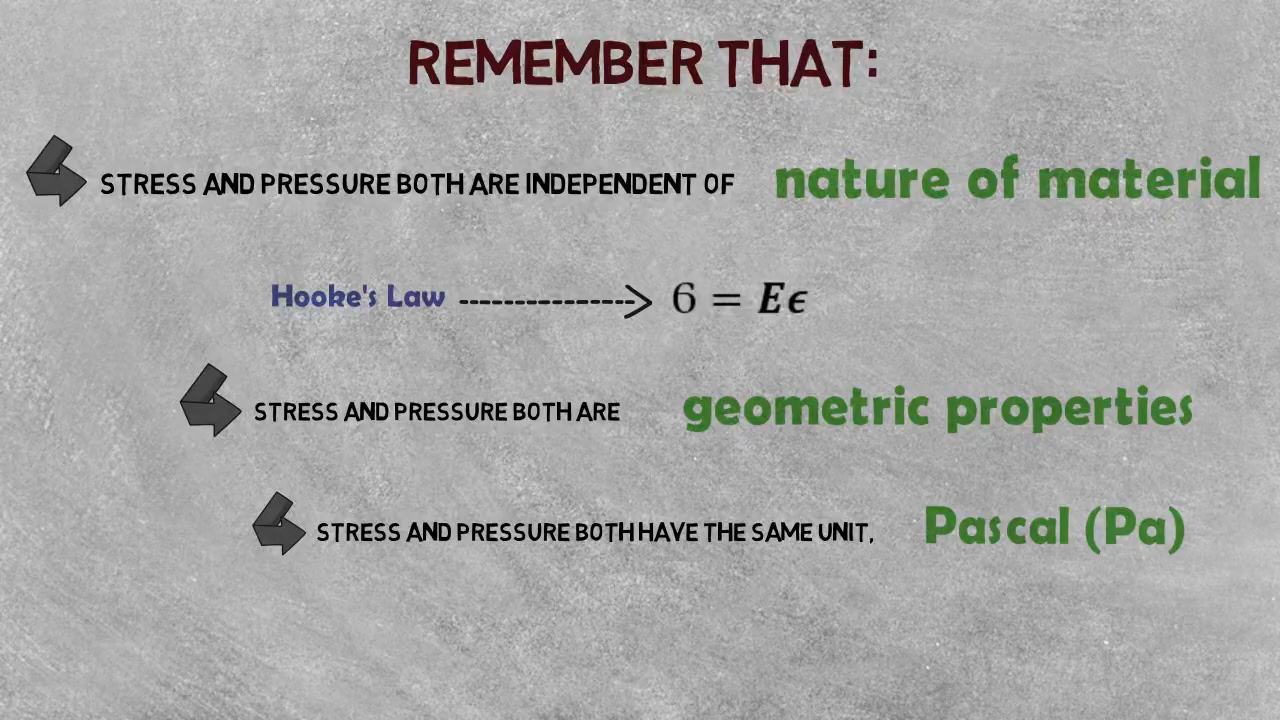 REMEMBER THAT:
STRESS AND PRESSURE BOTH ARE INDEPENDENT OF nature of material
Hooke's Law 6 = Eϵ
STRESS AND PRESSURE BOTH ARE geometric properties
STRESS AND PRESSURE BOTH HAVE THE SAME UNIT, Pascal (Pa)